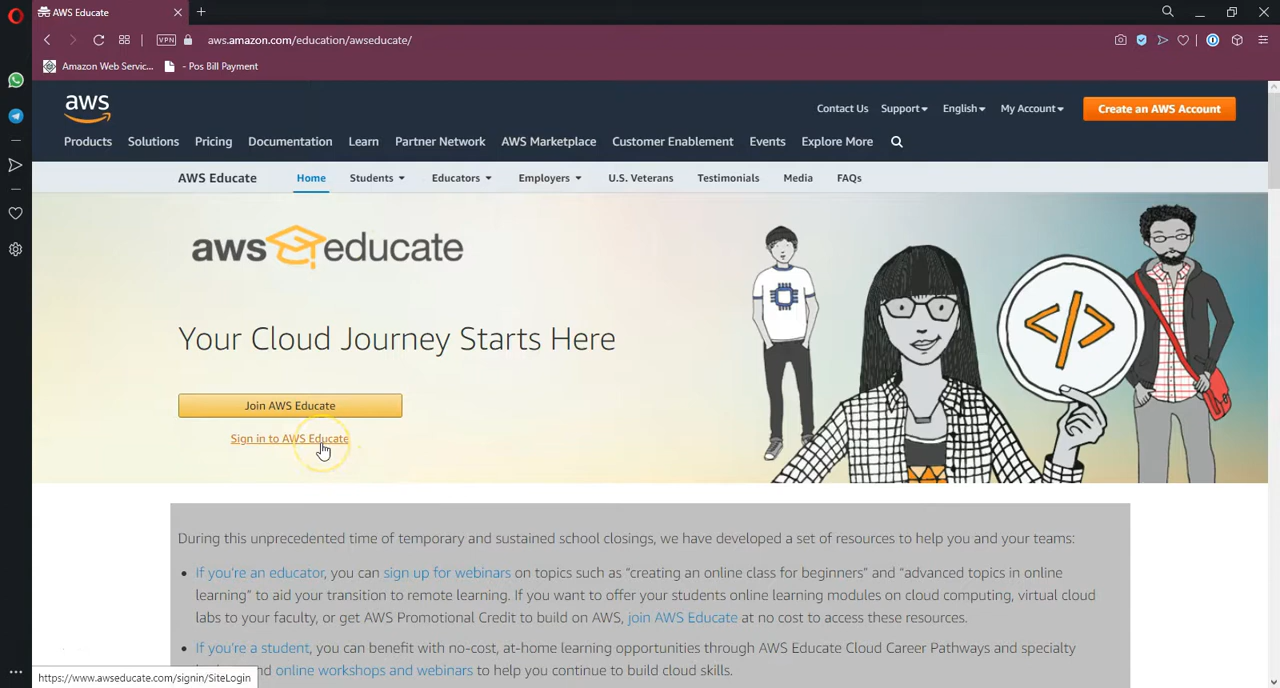 AWS Educate
VPN
aws.amazon.com/education/awseducate/
Amazon Web Servic...
- Pos Bill Payment
aws
Contact Us
Support
English
My Account
Create an AWS Account
Products
Solutions
Pricing
Documentation
Learn
Partner Network
AWS Marketplace
Customer Enablement
Events
Explore More
AWS Educate
Home
Students
Educators
Employers
U.S. Veterans
Testimonials
Media
FAQs
aws educate
Your Cloud Journey Starts Here
</>
Join AWS Educate
Sign in to AWS Educate
During this unprecedented time of temporary and sustained school closings, we have developed a set of resources to help you and your teams:
If you're an educator, you can sign up for webinars on topics such as “creating an online class for beginners” and “advanced topics in online
learning” to aid your transition to remote learning. If you want to offer your students online learning modules on cloud computing, virtual cloud
labs to your faculty, or get AWS Promotional Credit to build on AWS, join AWS Educate at no cost to access these resources.
If you're a student, you can benefit with no-cost, at-home learning opportunities through AWS Educate Cloud Career Pathways and specialty
nd online workshops and webinars to help you continue to build cloud skills.
https://www.awseducate.com/signin/SiteLogin